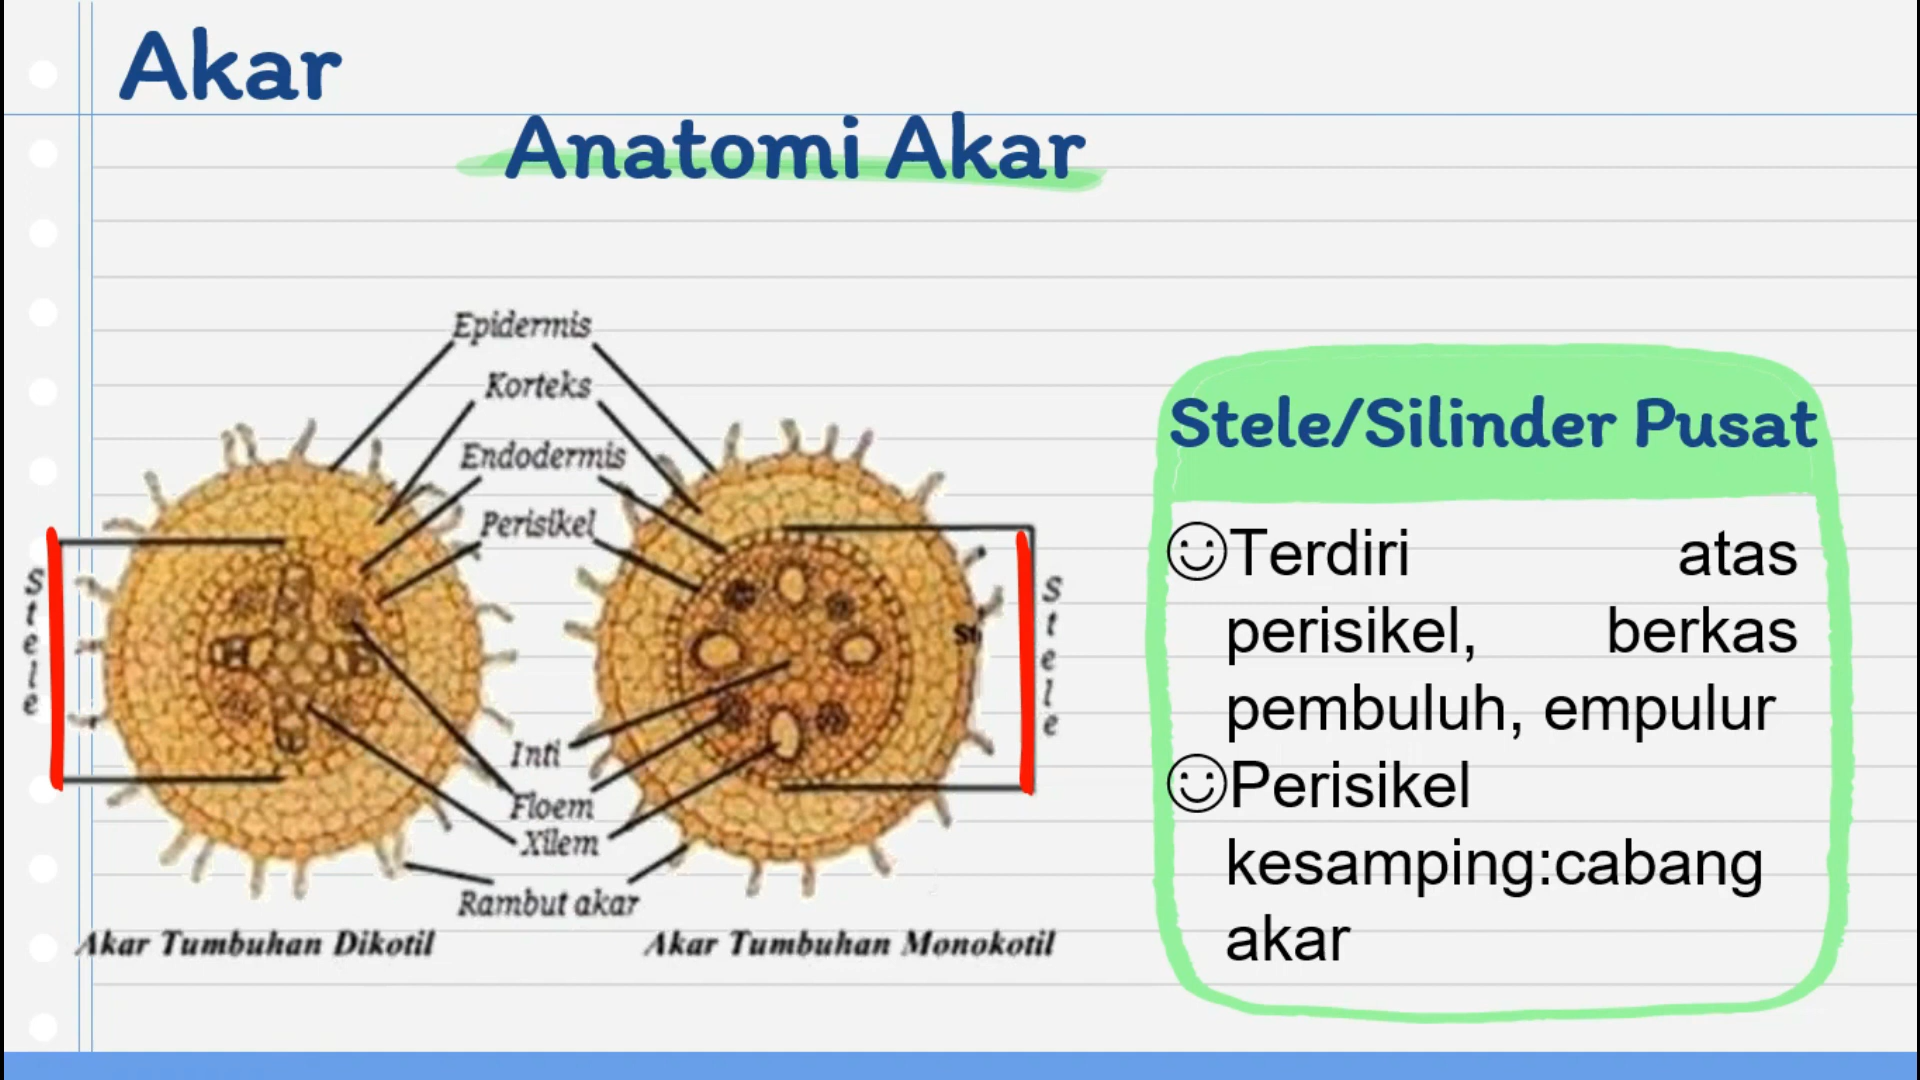 Akar
Anatomi Akar
Epidermis
Korteks
Endodermis
Perisikel
Stele
Stele
St
Inti
Floem
Xilem
Rambut akar
Akar Tumbuhan Dikotil
Akar Tumbuhan Monokotil
Stele/Silinder Pusat
Terdiri atas
perisikel, berkas
pembuluh, empulur
Perisikel
kesamping:cabang
akar